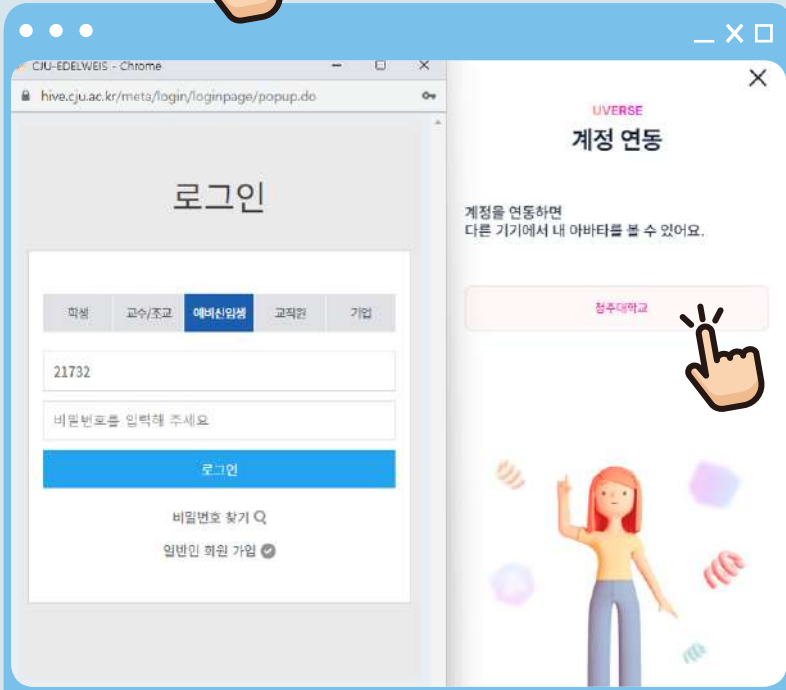 CJU-EDELWEIS - Chrome
hive.cju.ac.kr/meta/login/loginpage/popup.do
로그인
학생 교수/조교 예비신입생 교직원 기업
21732
비밀번호를 입력해 주세요
로그인
비밀번호 찾기
일반인 회원 가입
UVERSE
계정 연동
계정을 연동하면
다른 기기에서 내 아바타를 볼 수 있어요.
청주대학교